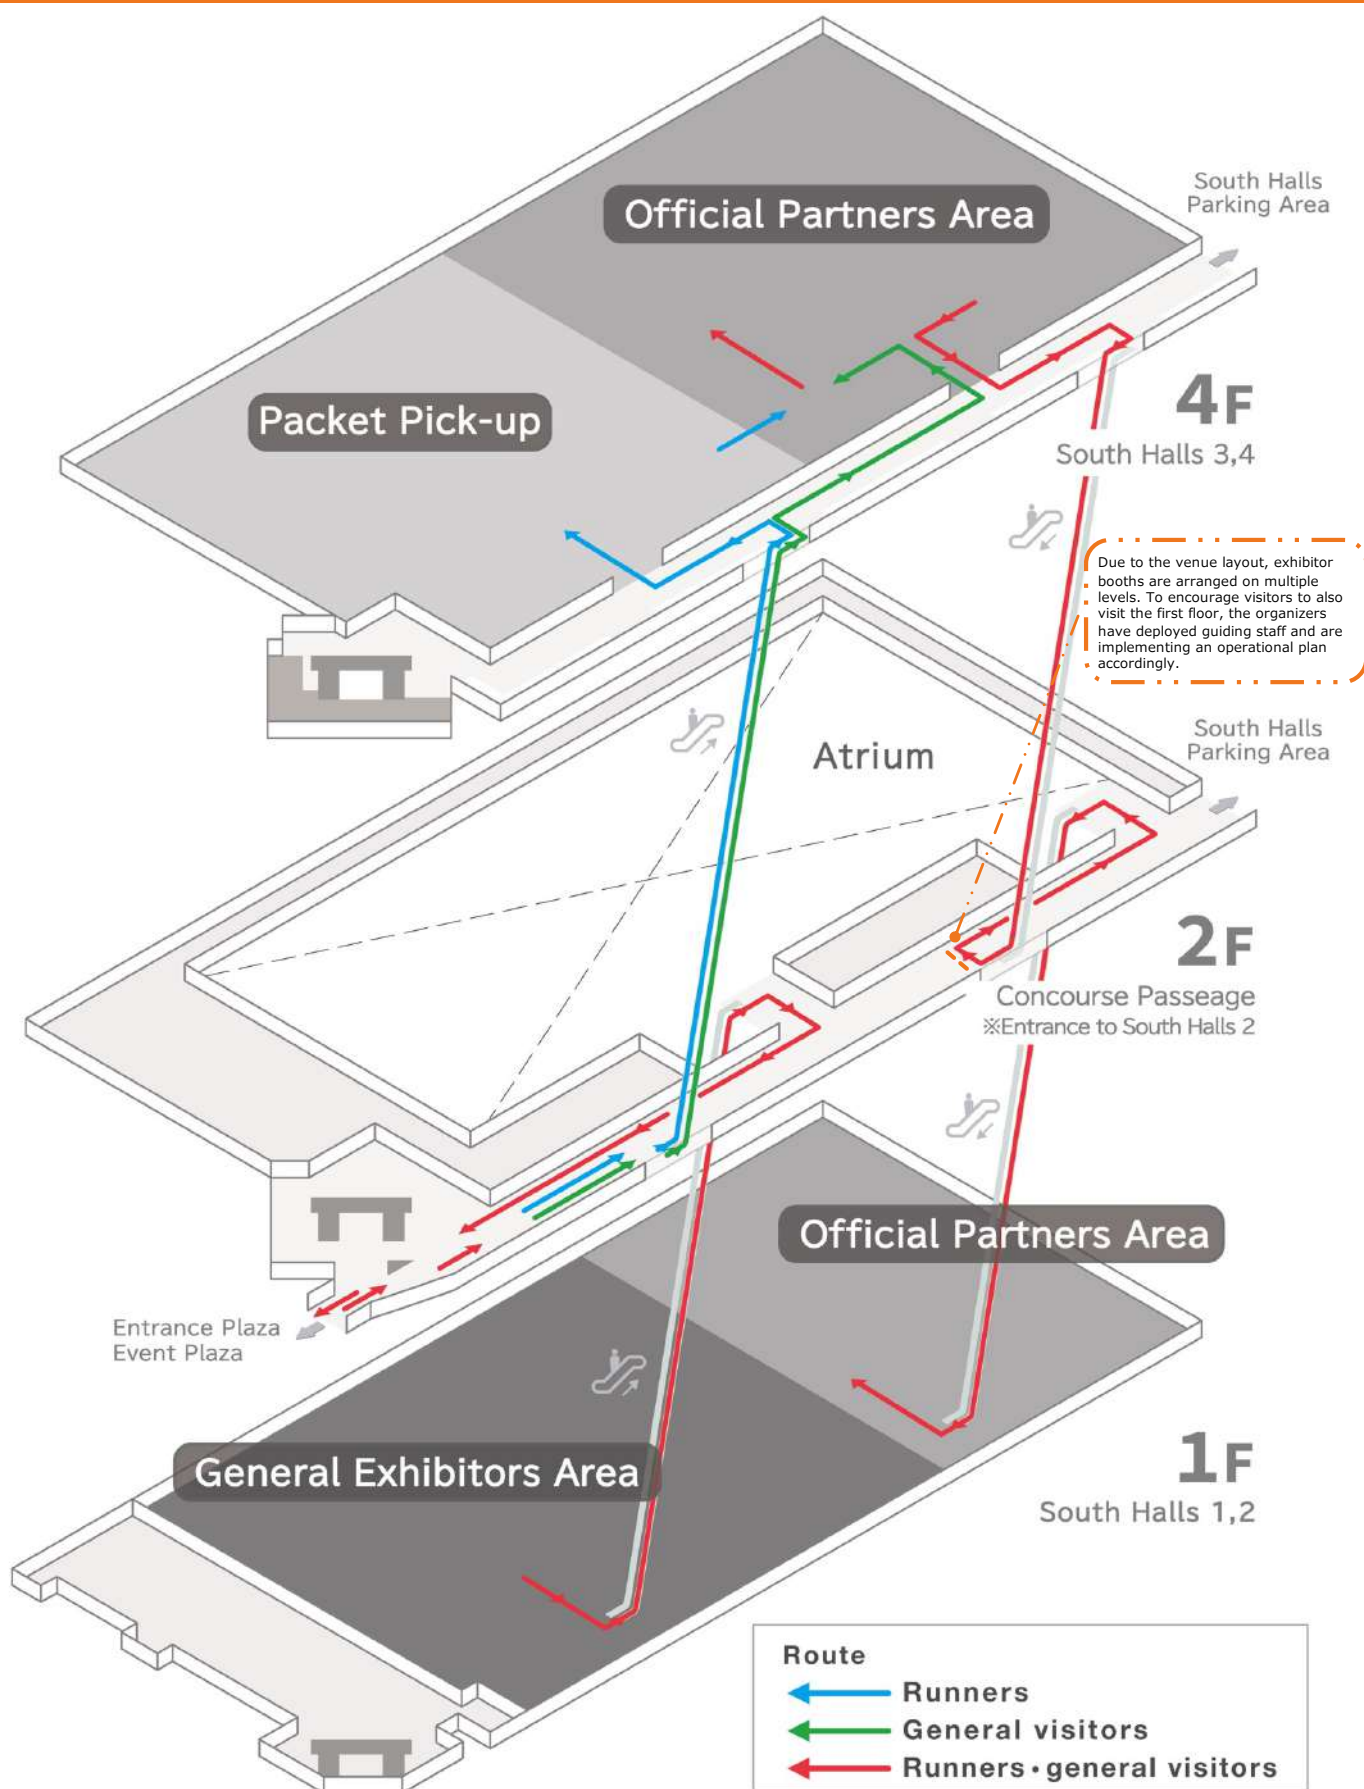 Official Partners Area
South Halls
Parking Area
Packet Pick-up
4F
South Halls 3,4
Due to the venue layout, exhibitor
booths are arranged on multiple
levels. To encourage visitors to also
visit the first floor, the organizers
have deployed guiding staff and are
implementing an operational plan
accordingly.
Atrium
South Halls
Parking Area
2F
Concourse Passeage
※Entrance to South Halls 2
Official Partners Area
Entrance Plaza
Event Plaza
General Exhibitors Area
1F
South Halls 1,2
Route
Runners
General visitors
Runners・general visitors